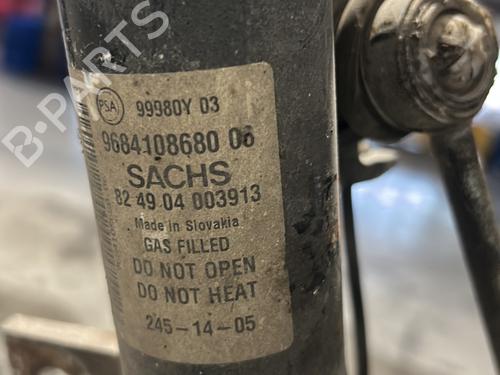 PSA 99980Y 03
9684108680 06
SACHS
82 49 04 003913
Made in Slovakia
GAS FILLED
DO NOT OPEN
DO NOT HEAT
245-14-05
B-PARTS